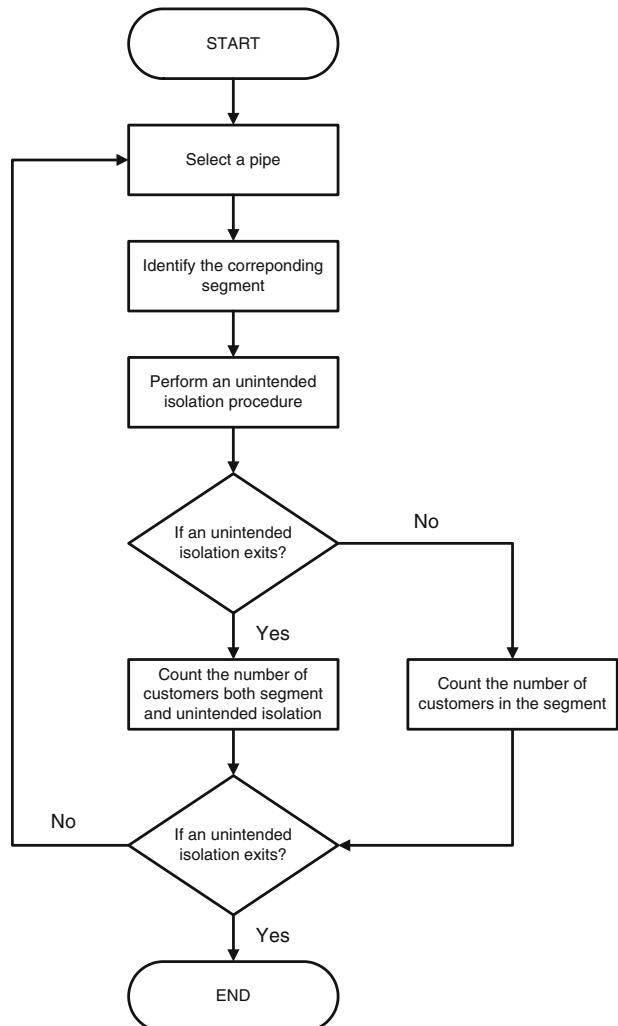 START
Select a pipe
Identify the correponding
segment
Perform an unintended
isolation procedure
If an unintended
isolation exits?
No
Yes
Count the number of
customers both segment
and unintended isolation
Count the number of
customers in the segment
If an unintended
isolation exits?
No
Yes
END